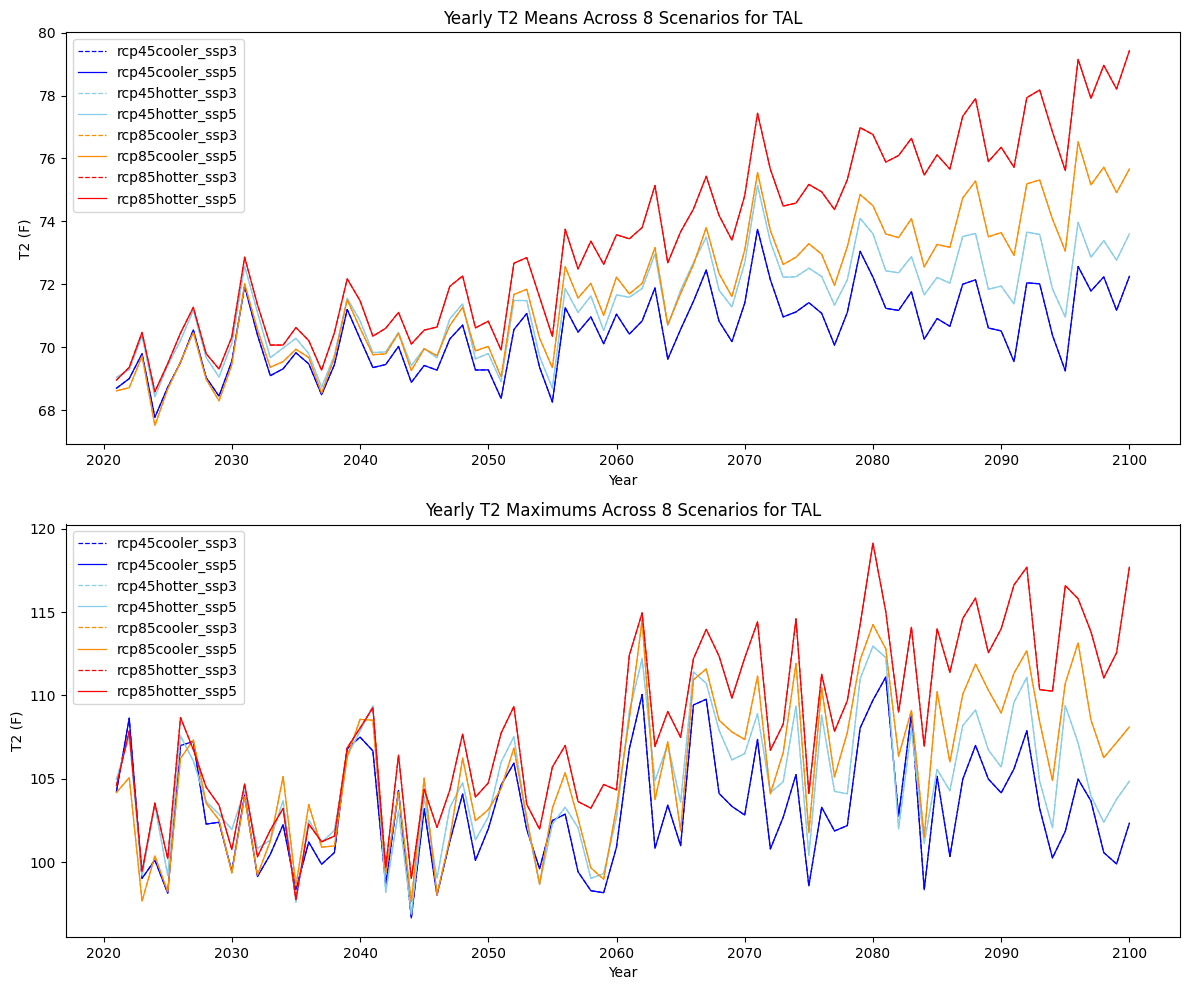 Yearly T2 Means Across 8 Scenarios for TAL
80
78
76
74
72
70
68
T2 (F)
rcp45cooler_ssp3
rcp45cooler_ssp5
rcp45hotter_ssp3
rcp45hotter_ssp5
rcp85cooler_ssp3
rcp85cooler_ssp5
rcp85hotter_ssp3
rcp85hotter_ssp5
2020 2030 2040 2050 2060 2070 2080 2090 2100
Year
Yearly T2 Maximums Across 8 Scenarios for TAL
120
115
110
105
100
T2 (F)
rcp45cooler_ssp3
rcp45cooler_ssp5
rcp45hotter_ssp3
rcp45hotter_ssp5
rcp85cooler_ssp3
rcp85cooler_ssp5
rcp85hotter_ssp3
rcp85hotter_ssp5
2020 2030 2040 2050 2060 2070 2080 2090 2100
Year